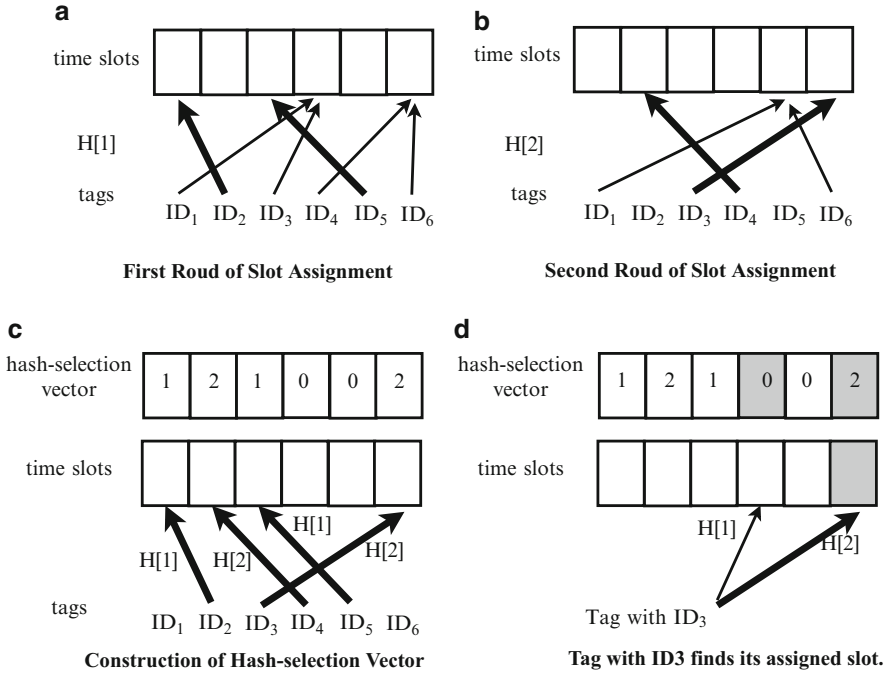 a
time slots
H[1]
tags
ID1 ID2 ID3 ID4 ID5 ID6
First Roud of Slot Assignment
b
time slots
H[2]
tags
ID1 ID2 ID3 ID4 ID5 ID6
Second Roud of Slot Assignment
c
hash-selection
vector
1 2 1 0 0 2
time slots
H[1]
H[1] H[2] H[2]
tags
ID1 ID2 ID3 ID4 ID5 ID6
Construction of Hash-selection Vector
d
hash-selection
vector
1 2 1 0 0 2
time slots
H[1]
H[2]
Tag with ID3
Tag with ID3 finds its assigned slot.